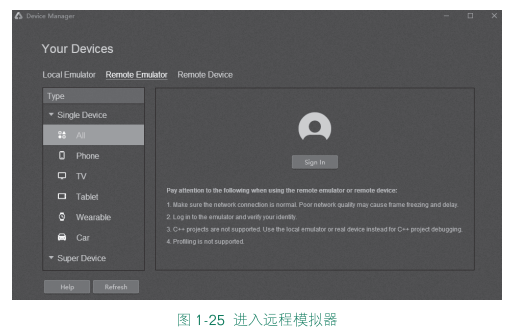 Device Manager
Your Devices
Local Emulator Remote Emulator Remote Device
Type
Single Device
All
Phone
TV
Tablet
Wearable
Car
Super Device
Sign In
Pay attention to the following when using the remote emulator or remote device:
1. Make sure the network connection is normal. Poor network quality may cause frame freezing and delay.
2. Log in to the emulator and verify your identity.
3. C++ projects are not supported. Use the local emulator or real device instead for C++ project debugging.
4. Profiling is not supported.
Help Refresh
图 1-25 进入远程模拟器